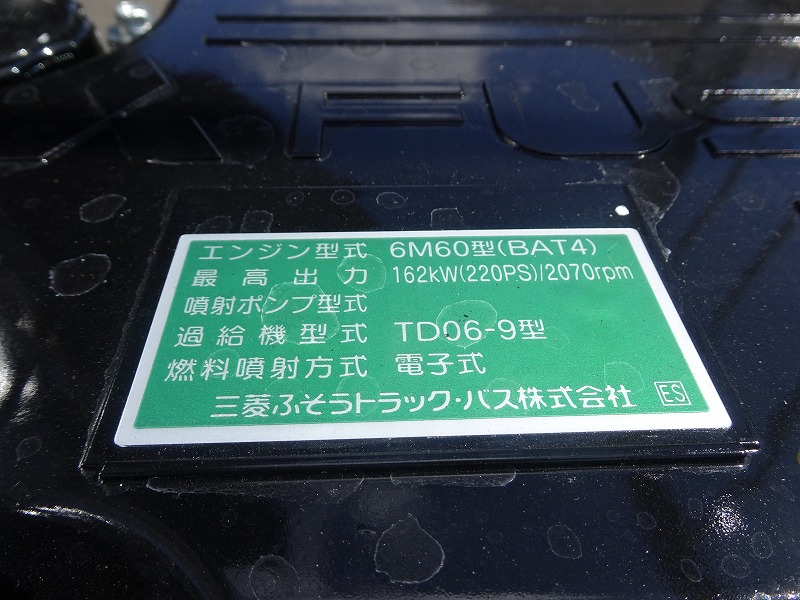 FUS
エンジン型式 6M60型(BAT4)
最高出力 162kW(220PS)/2070rpm
噴射ポンプ型式
過給機型式 TD06-9型
燃料噴射方式 電子式
三菱ふそうトラック・バス株式会社 ES